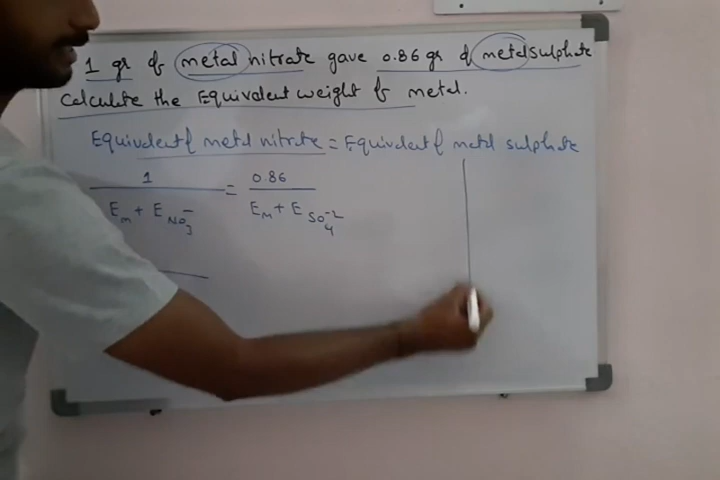 1 gr of metal nitrate gave 0.86 gr of metal sulphate
Calculate the Equivalent weight of metal.
Equivalent of metal nitrate = Equivalent of metal sulphate
1 / Em + E NO3- = 0.86 / EM + E SO4-2